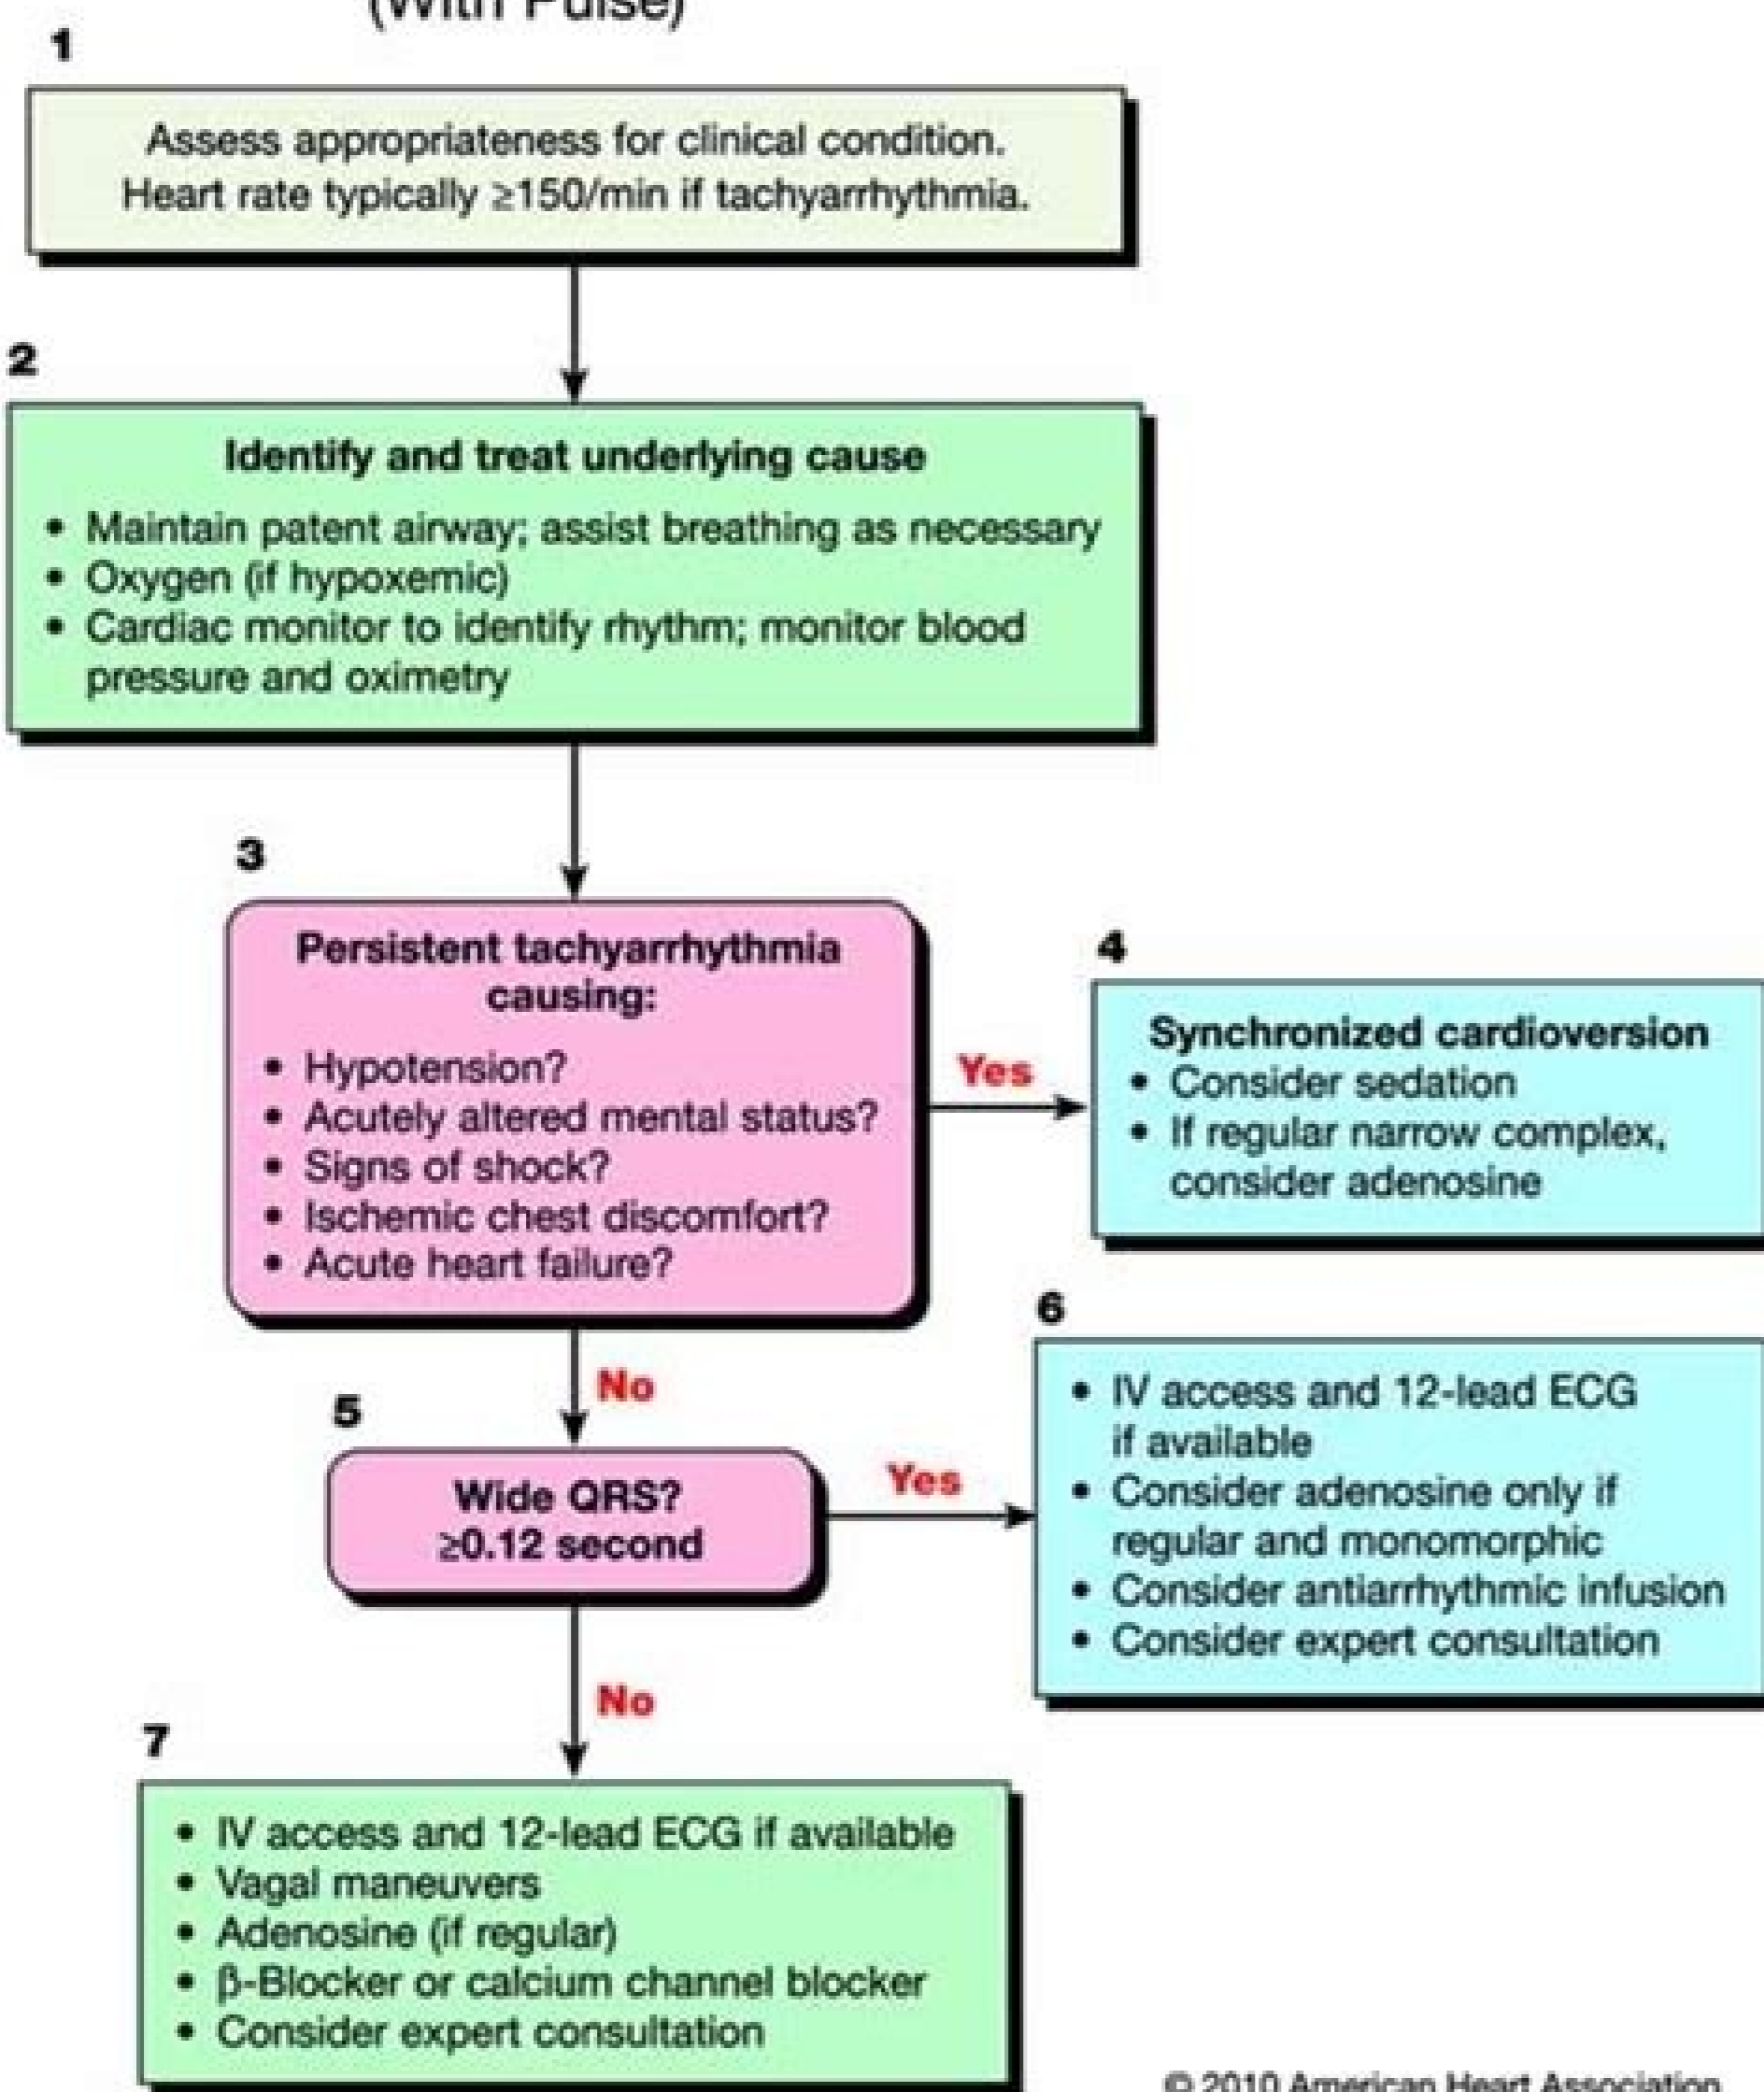 (With Pulse)
1
Assess appropriateness for clinical condition.
Heart rate typically ≥150/min if tachyarrhythmia.
2
Identify and treat underlying cause
• Maintain patent airway; assist breathing as necessary
• Oxygen (if hypoxemic)
• Cardiac monitor to identify rhythm; monitor blood
pressure and oximetry
3
Persistent tachyarrhythmia
causing:
• Hypotension?
• Acutely altered mental status?
• Signs of shock?
• Ischemic chest discomfort?
• Acute heart failure?
Yes
4
Synchronized cardioversion
• Consider sedation
• If regular narrow complex,
consider adenosine
No
5
Wide QRS?
≥0.12 second
Yes
6
• IV access and 12-lead ECG
if available
• Consider adenosine only if
regular and monomorphic
• Consider antiarrhythmic infusion
• Consider expert consultation
No
7
• IV access and 12-lead ECG if available
• Vagal maneuvers
• Adenosine (if regular)
• β-Blocker or calcium channel blocker
• Consider expert consultation
© 2010 American Heart Association